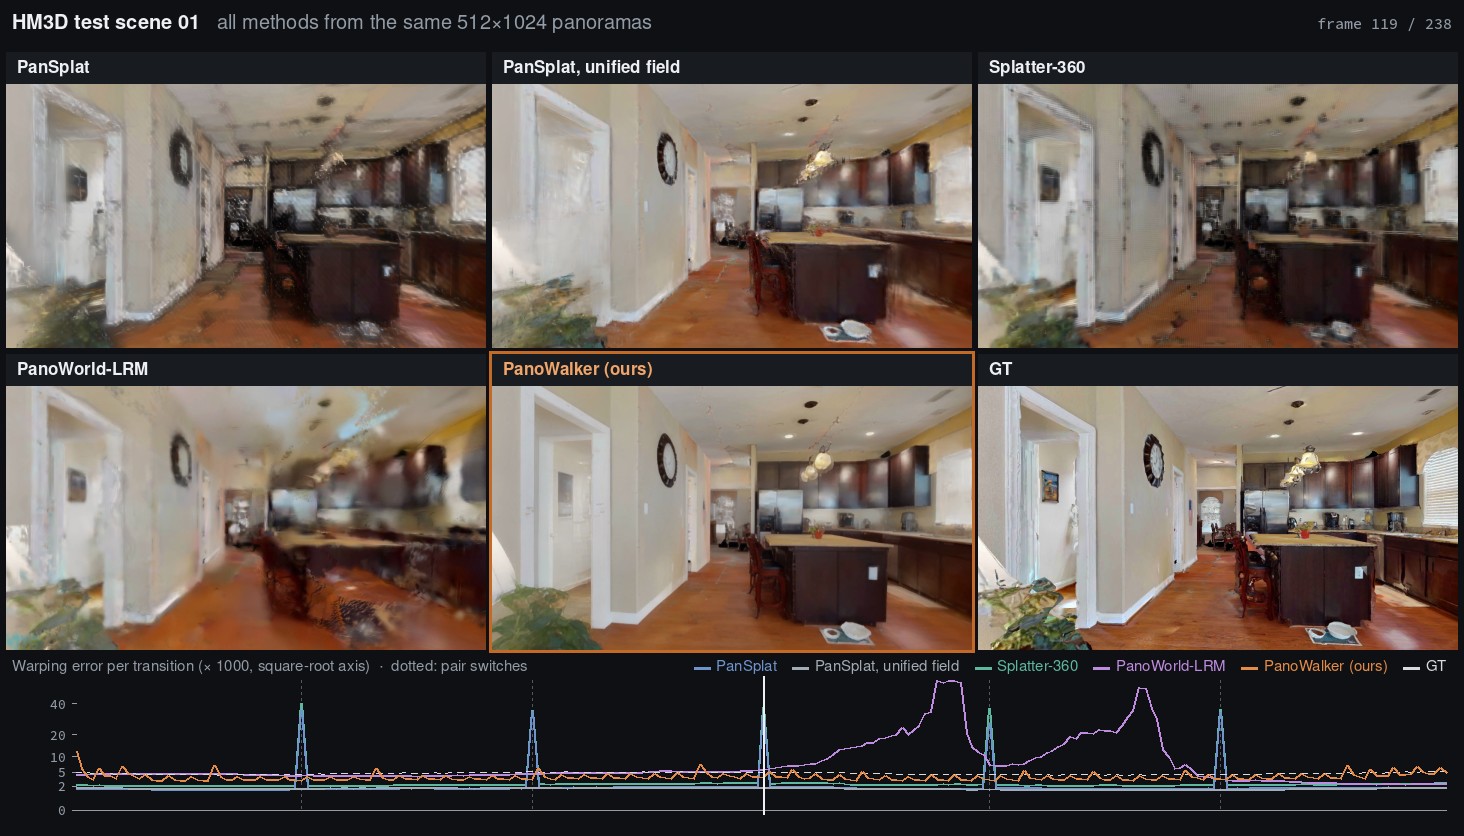 HM3D test scene 01 all methods from the same 512×1024 panoramas frame 119 / 238
PanSplat PanSplat, unified field Splatter-360
PanoWorld-LRM PanoWalker (ours) GT
Warping error per transition (× 1000, square-root axis) · dotted: pair switches PanSplat PanSplat, unified field Splatter-360 PanoWorld-LRM PanoWalker (ours) GT
40
20
10
5
2
0